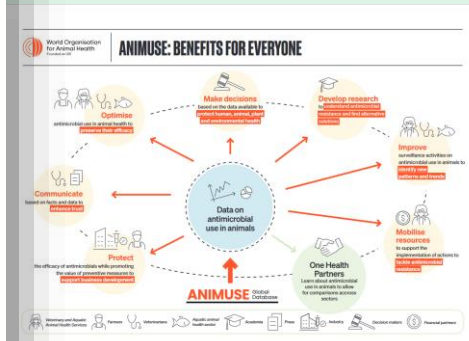 World Organisation
for Animal Health
Founded as OIE
ANIMUSE: BENEFITS FOR EVERYONE
Make decisions
based on the data available to
protect human, animal, plant
and environmental health
Develop research
to understand antimicrobial
resistance and find alternative
solutions
Optimise
antimicrobial use in animal health to
preserve their efficacy
Improve
surveillance activities on
antimicrobial use in animals to
identify use
patterns and trends
Communicate
based on facts and data to
enhance trust
Data on
antimicrobial
use in animals
Mobilise
resources
to support the
implementation of actions to
tackle antimicrobial
resistance
Protect
the efficacy of antimicrobials while promoting
the value of preventive measures to
support business development
One Health
Partners
Learn about antimicrobial
use in animals to allow
for comparisons across
sectors
ANIMUSE Global
Database
Veterinary and Aquatic
Animal Health Services
Farmers
Veterinarians
Aquatic animal
health sector
Academia
Press
Industry
Decision makers
Financial partners